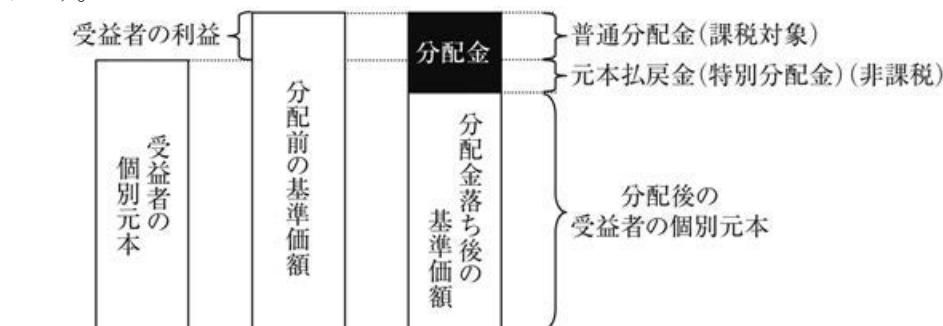 受益者の利益
分配金
普通分配金(課税対象)
元本払戻金(特別分配金)(非課税)
受益者の
個別元本
分配前の基準価額
分配金落ち後の
基準価額
分配後の
受益者の個別元本